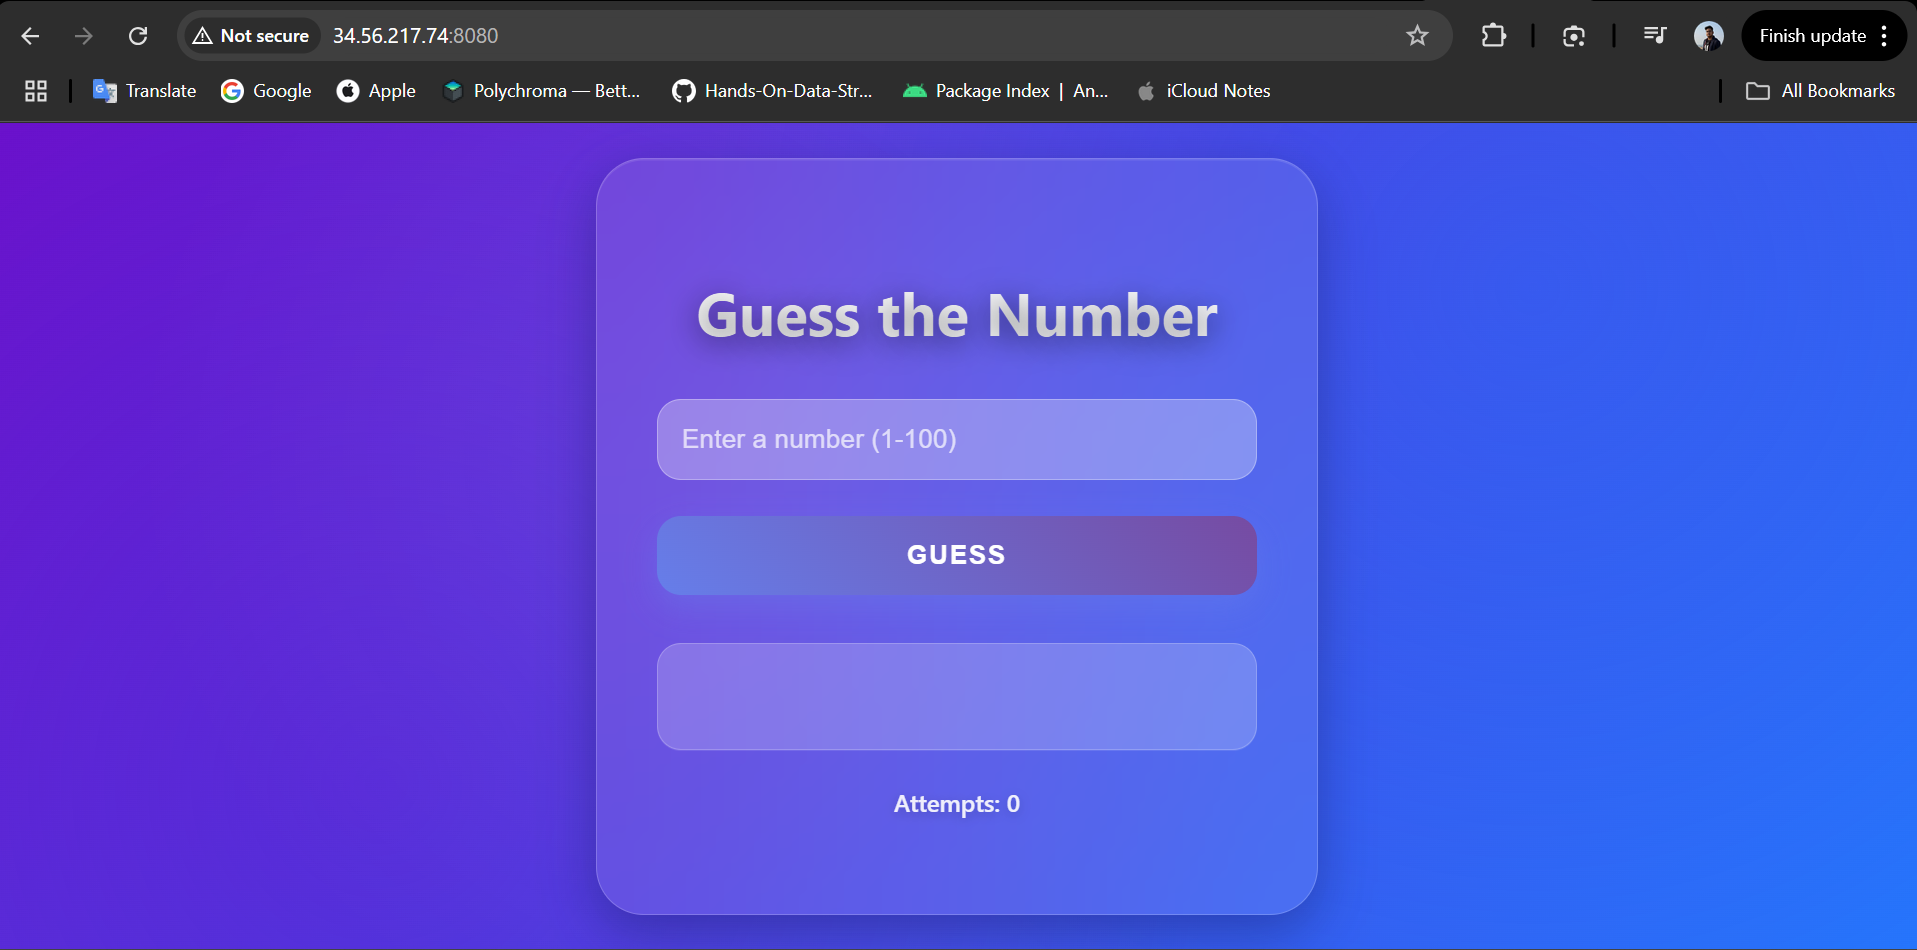 Not secure 34.56.217.74:8080 Finish update
Translate Google Apple Polychroma — Bett... Hands-On-Data-Str... Package Index | An... iCloud Notes All Bookmarks
Guess the Number
Enter a number (1-100)
GUESS
Attempts: 0